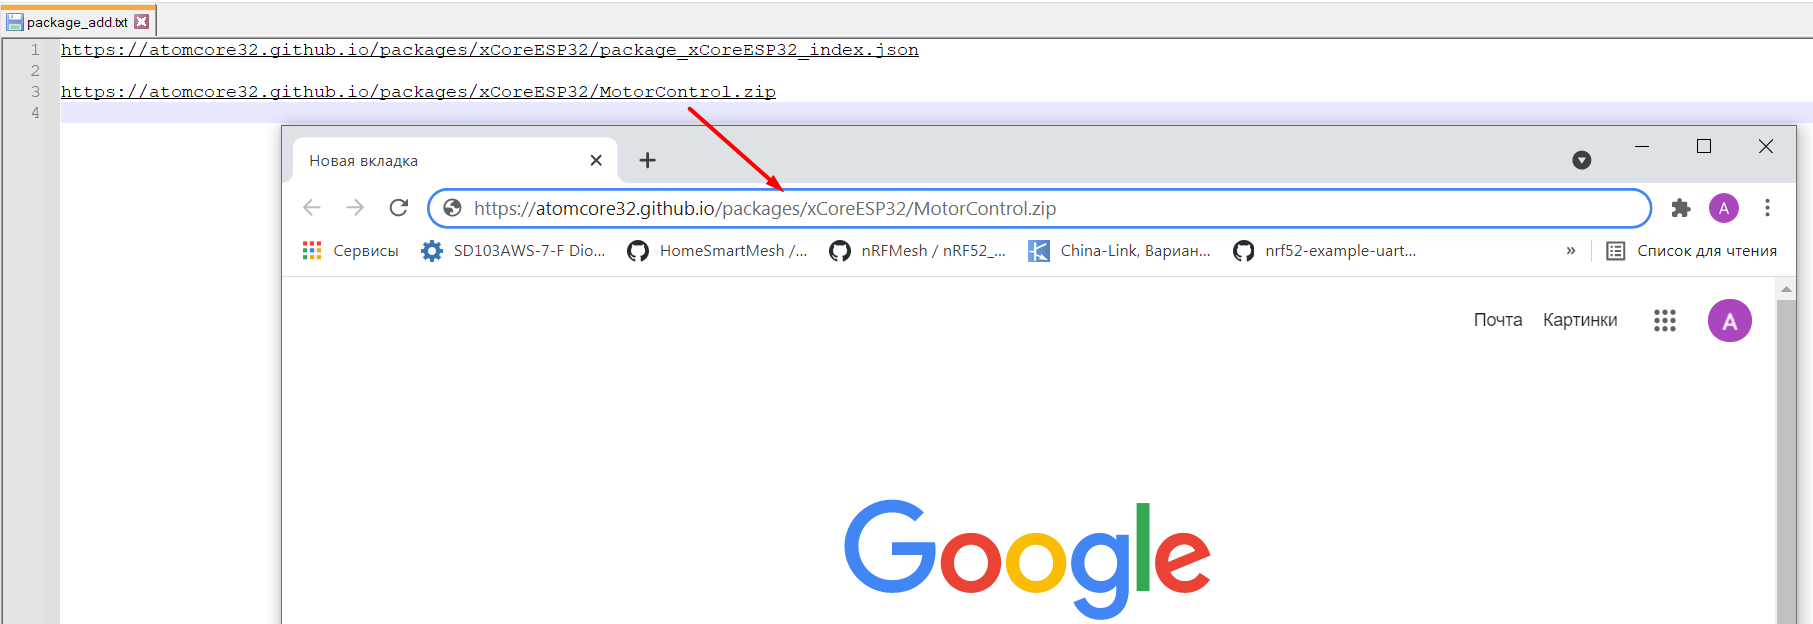 package_add.txt
1 https://atomcore32.github.io/packages/xCoreESP32/package_xCoreESP32_index.json
2
3 https://atomcore32.github.io/packages/xCoreESP32/MotorControl.zip
4
Новая вкладка
https://atomcore32.github.io/packages/xCoreESP32/MotorControl.zip
A
Сервисы SD103AWS-7-F Dio... HomeSmartMesh /... nRFMesh / nRF52_... China-Link, Вариан... nrf52-example-uart... » Список для чтения
Почта Картинки A
Google